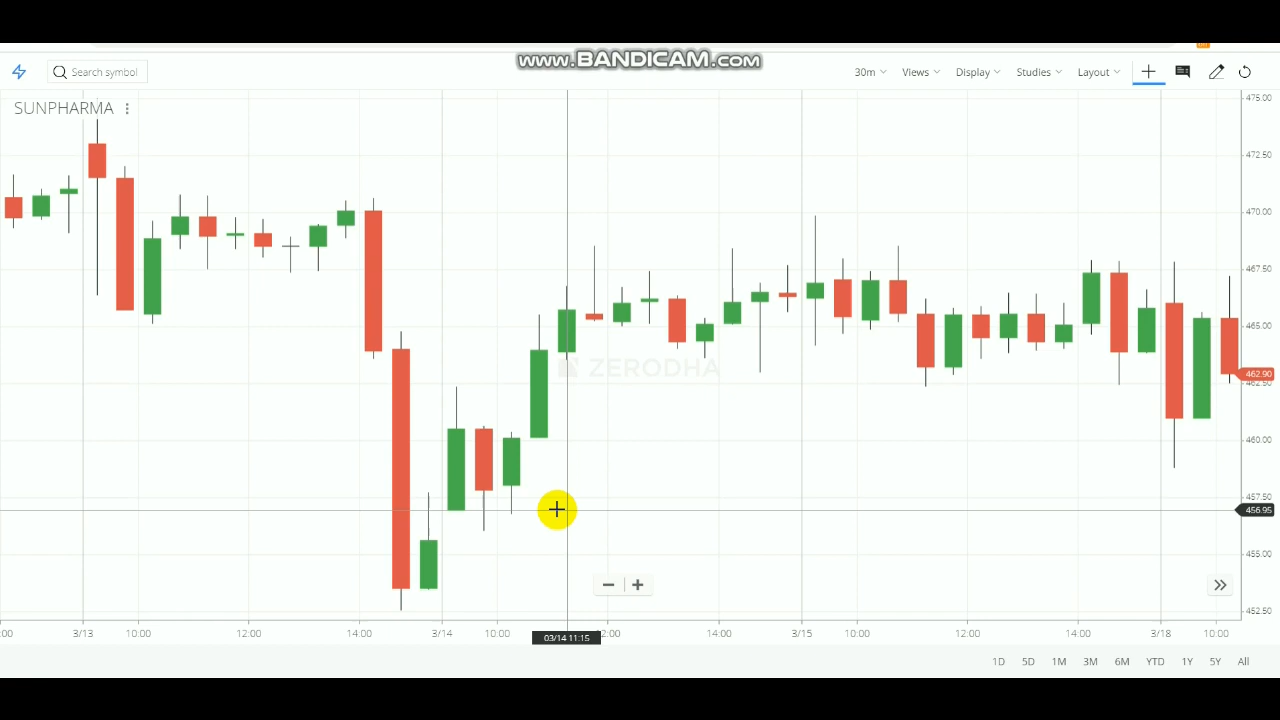 www.BANDICAM.com
Search symbol
30m Views Display Studies Layout
SUNPHARMA
475.00
472.50
470.00
467.50
465.00
ZERODHA
462.90
462.50
460.00
457.50
456.95
455.00
452.50
:00 3/13 10:00 12:00 14:00 3/14 10:00 03/14 11:15 2:00 14:00 3/15 10:00 12:00 14:00 3/18 10:00
1D 5D 1M 3M 6M YTD 1Y 5Y All